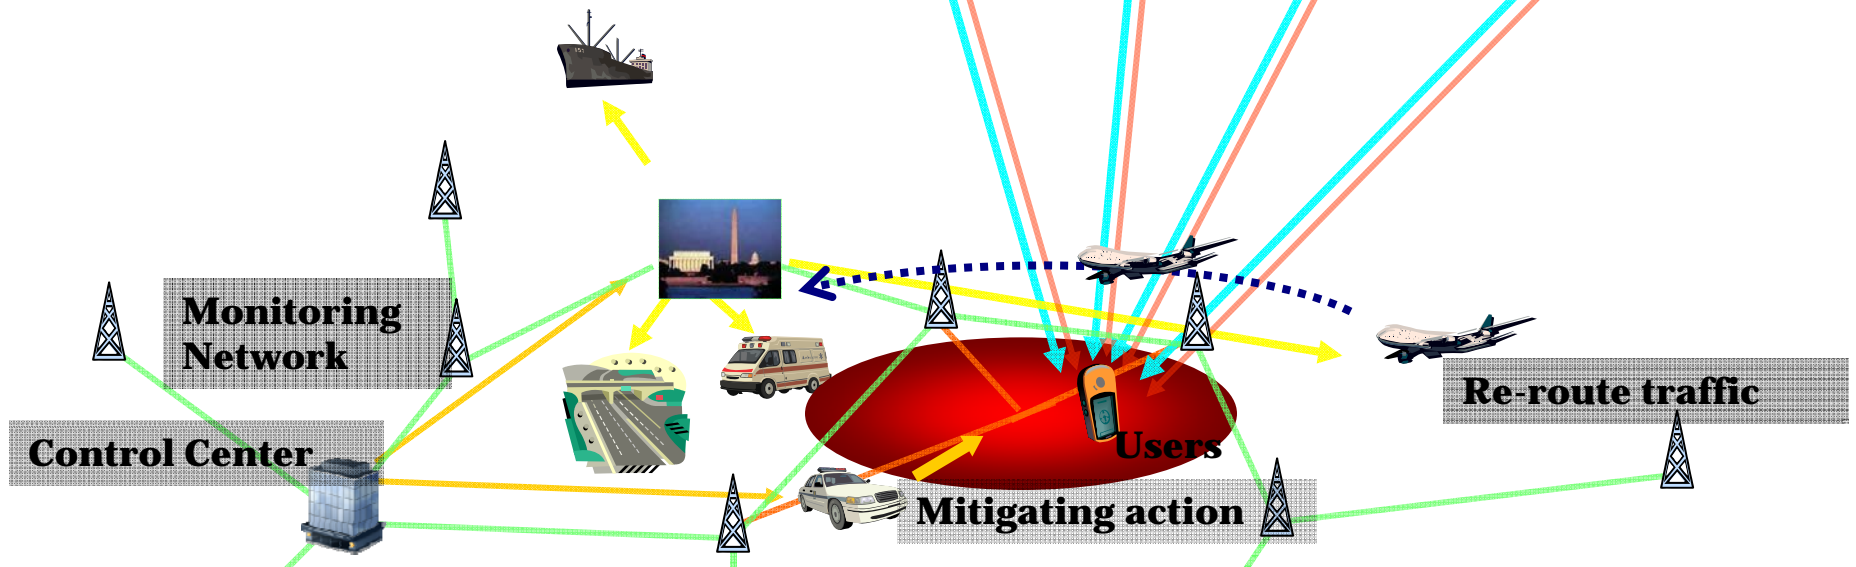 Monitoring
Network
Control Center
Re-route traffic
Users
Mitigating action